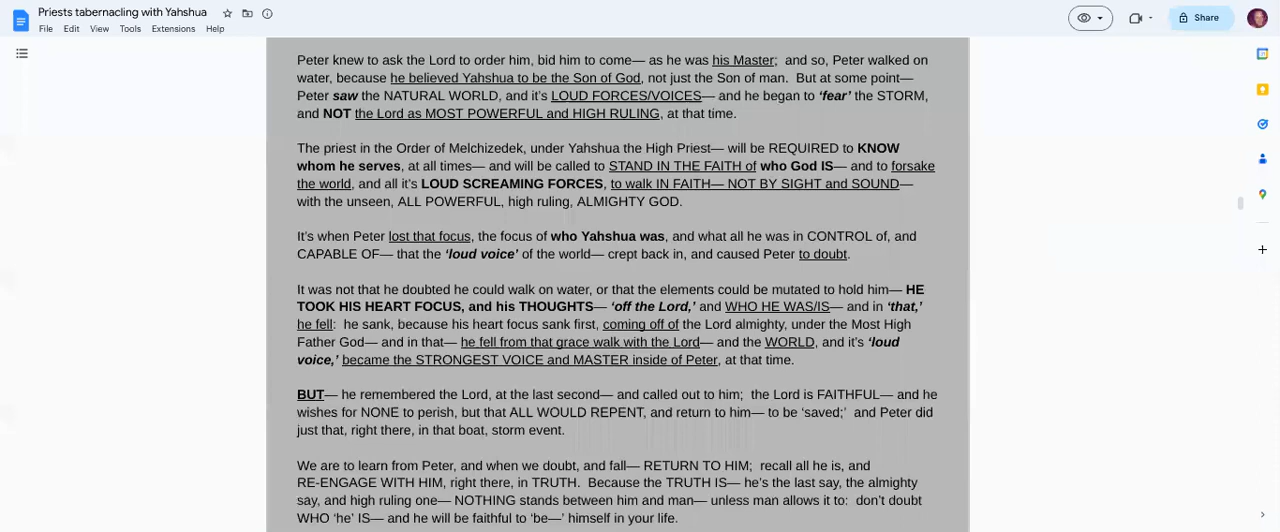 Priests tabernacling with Yahshua
File Edit View Tools Extensions Help
Share
Peter knew to ask the Lord to order him, bid him to come— as he was his Master;  and so, Peter walked on
water, because he believed Yahshua to be the Son of God, not just the Son of man.  But at some point—
Peter saw the NATURAL WORLD, and it's LOUD FORCES/VOICES— and he began to ‘fear’ the STORM,
and NOT the Lord as MOST POWERFUL and HIGH RULING, at that time.
The priest in the Order of Melchizedek, under Yahshua the High Priest— will be REQUIRED to KNOW
whom he serves, at all times— and will be called to STAND IN THE FAITH of who God IS— and to forsake
the world, and all it's LOUD SCREAMING FORCES, to walk IN FAITH— NOT BY SIGHT and SOUND—
with the unseen, ALL POWERFUL, high ruling, ALMIGHTY GOD.
It's when Peter lost that focus, the focus of who Yahshua was, and what all he was in CONTROL of, and
CAPABLE OF— that the ‘loud voice’ of the world— crept back in, and caused Peter to doubt.
It was not that he doubted he could walk on water, or that the elements could be mutated to hold him— HE
TOOK HIS HEART FOCUS, and his THOUGHTS— ‘off the Lord,’ and WHO HE WAS/IS— and in ‘that,’
he fell:  he sank, because his heart focus sank first, coming off of the Lord almighty, under the Most High
Father God— and in that— he fell from that grace walk with the Lord— and the WORLD, and it's ‘loud
voice,’ became the STRONGEST VOICE and MASTER inside of Peter, at that time.
BUT— he remembered the Lord, at the last second— and called out to him;  the Lord is FAITHFUL— and he
wishes for NONE to perish, but that ALL WOULD REPENT, and return to him— to be ‘saved;’  and Peter did
just that, right there, in that boat, storm event.
We are to learn from Peter, and when we doubt, and fall— RETURN TO HIM;  recall all he is, and
RE-ENGAGE WITH HIM, right there, in TRUTH.  Because the TRUTH IS— he's the last say, the almighty
say, and high ruling one— NOTHING stands between him and man— unless man allows it to:  don't doubt
WHO ‘he’ IS— and he will be faithful to ‘be—’ himself in your life.